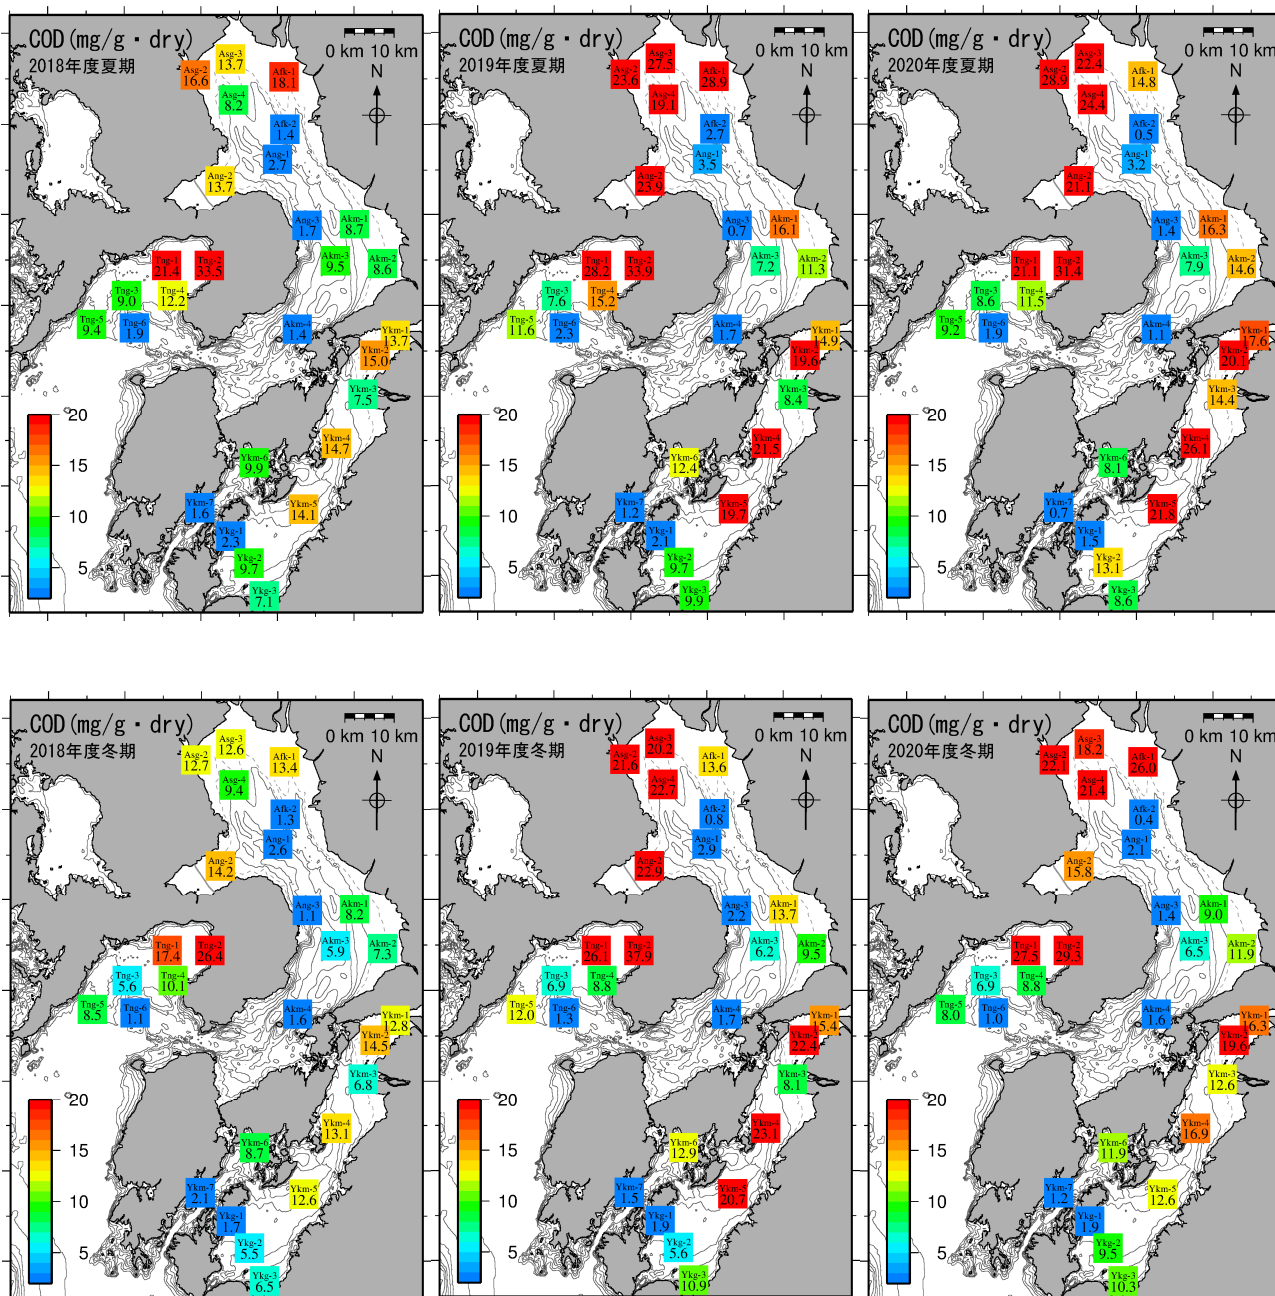 COD(mg/g・dry)
2018年度夏期
0 km 10 km
N
Asg-3
13.7
Asg-2
16.6
Afk-1
18.1
Asg-4
8.2
Afk-2
1.4
Ang-1
2.7
Ang-2
13.7
Ang-3
1.7
Akm-1
8.7
Akm-3
9.5
Akm-2
8.6
Tng-1
21.4
Tng-2
33.5
Tng-3
9.0
Tng-4
12.2
Tng-5
9.4
Tng-6
1.9
Akm-4
1.4
Ykm-1
13.7
Ykm-2
15.0
Ykm-3
7.5
Ykm-4
14.7
Ykm-6
9.9
Ykm-7
1.6
Ykm-5
14.1
Ykg-1
2.3
Ykg-2
9.7
Ykg-3
7.1
20
15
10
5
COD(mg/g・dry)
2019年度夏期
0 km 10 km
N
Asg-3
27.5
Asg-2
23.6
Afk-1
28.9
Asg-4
19.1
Afk-2
2.7
Ang-1
3.5
Ang-2
23.9
Ang-3
0.7
Akm-1
16.1
Akm-3
7.2
Akm-2
11.3
Tng-1
28.2
Tng-2
33.9
Tng-3
7.6
Tng-4
15.2
Tng-5
11.6
Tng-6
2.3
Akm-4
1.7
Ykm-1
14.9
Ykm-2
19.6
Ykm-3
8.4
Ykm-4
21.5
Ykm-6
12.4
Ykm-7
1.2
Ykm-5
19.7
Ykg-1
2.1
Ykg-2
9.7
Ykg-3
9.9
20
15
10
5
COD(mg/g・dry)
2020年度夏期
0 km 10 km
N
Asg-3
22.4
Asg-2
28.9
Afk-1
14.8
Asg-4
24.4
Afk-2
0.5
Ang-1
3.2
Ang-2
21.1
Ang-3
1.4
Akm-1
16.3
Akm-3
7.9
Akm-2
14.6
Tng-1
21.1
Tng-2
31.4
Tng-3
8.6
Tng-4
11.5
Tng-5
9.2
Tng-6
1.9
Akm-4
1.1
Ykm-1
17.6
Ykm-2
20.1
Ykm-3
14.4
Ykm-4
26.1
Ykm-6
8.1
Ykm-7
0.7
Ykm-5
21.8
Ykg-1
1.5
Ykg-2
13.1
Ykg-3
8.6
20
15
10
5
COD(mg/g・dry)
2018年度冬期
0 km 10 km
N
Asg-3
12.6
Asg-2
12.7
Afk-1
13.4
Asg-4
9.4
Afk-2
1.3
Ang-1
2.6
Ang-2
14.2
Ang-3
1.1
Akm-1
8.2
Akm-3
5.9
Akm-2
7.3
Tng-1
17.4
Tng-2
26.4
Tng-3
5.6
Tng-4
10.1
Tng-5
8.5
Tng-6
1.1
Akm-4
1.6
Ykm-1
12.8
Ykm-2
14.5
Ykm-3
6.8
Ykm-4
13.1
Ykm-6
8.7
Ykm-7
2.1
Ykm-5
12.6
Ykg-1
1.7
Ykg-2
5.5
Ykg-3
6.5
20
15
10
5
COD(mg/g・dry)
2019年度冬期
0 km 10 km
N
Asg-3
20.2
Asg-2
21.6
Afk-1
13.6
Asg-4
22.7
Afk-2
0.8
Ang-1
2.9
Ang-2
22.9
Ang-3
2.2
Akm-1
13.7
Akm-3
6.2
Akm-2
9.5
Tng-1
26.1
Tng-2
37.9
Tng-3
6.9
Tng-4
8.8
Tng-5
12.0
Tng-6
1.3
Akm-4
1.7
Ykm-1
15.4
Ykm-2
22.4
Ykm-3
8.1
Ykm-4
23.1
Ykm-6
12.9
Ykm-7
1.5
Ykm-5
20.7
Ykg-1
1.9
Ykg-2
5.6
Ykg-3
10.9
20
15
10
5
COD(mg/g・dry)
2020年度冬期
0 km 10 km
N
Asg-3
18.2
Asg-2
22.1
Afk-1
26.0
Asg-4
21.4
Afk-2
0.4
Ang-1
2.1
Ang-2
15.8
Ang-3
1.4
Akm-1
9.0
Akm-3
6.5
Akm-2
11.9
Tng-1
27.5
Tng-2
29.3
Tng-3
6.9
Tng-4
8.8
Tng-5
8.0
Tng-6
1.0
Akm-4
1.6
Ykm-1
16.3
Ykm-2
19.6
Ykm-3
12.6
Ykm-4
16.9
Ykm-6
11.9
Ykm-7
1.2
Ykm-5
12.6
Ykg-1
1.9
Ykg-2
9.5
Ykg-3
10.3
20
15
10
5